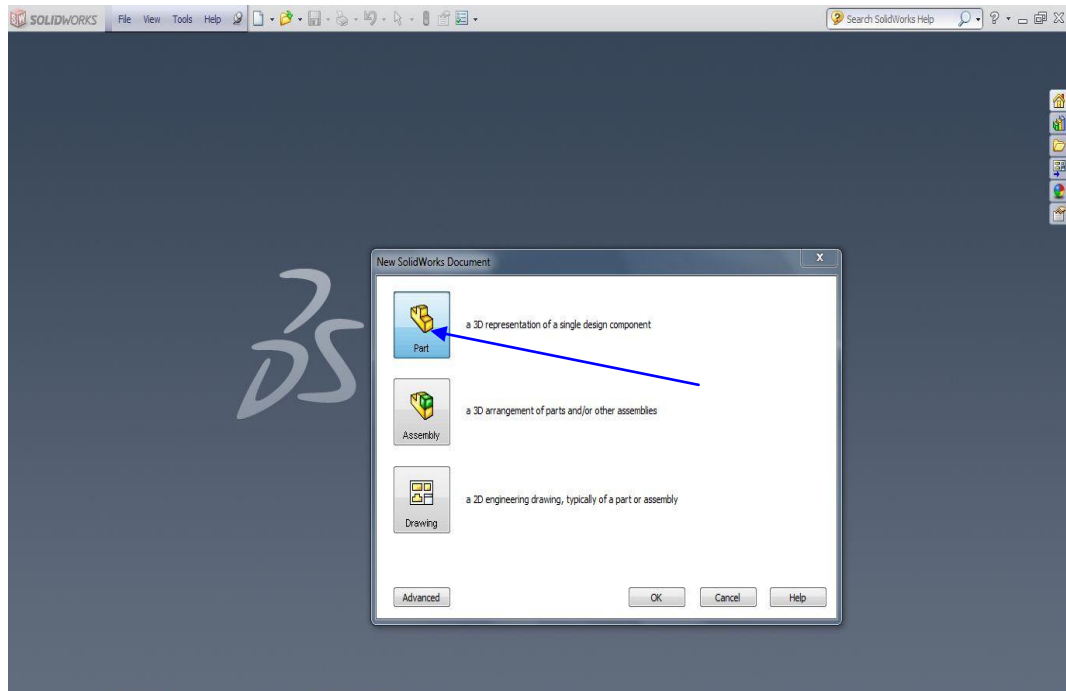 SOLIDWORKS File View Tools Help Search SolidWorks Help
New SolidWorks Document
a 3D representation of a single design component
Part
a 3D arrangement of parts and/or other assemblies
Assembly
a 2D engineering drawing, typically of a part or assembly
Drawing
Advanced OK Cancel Help